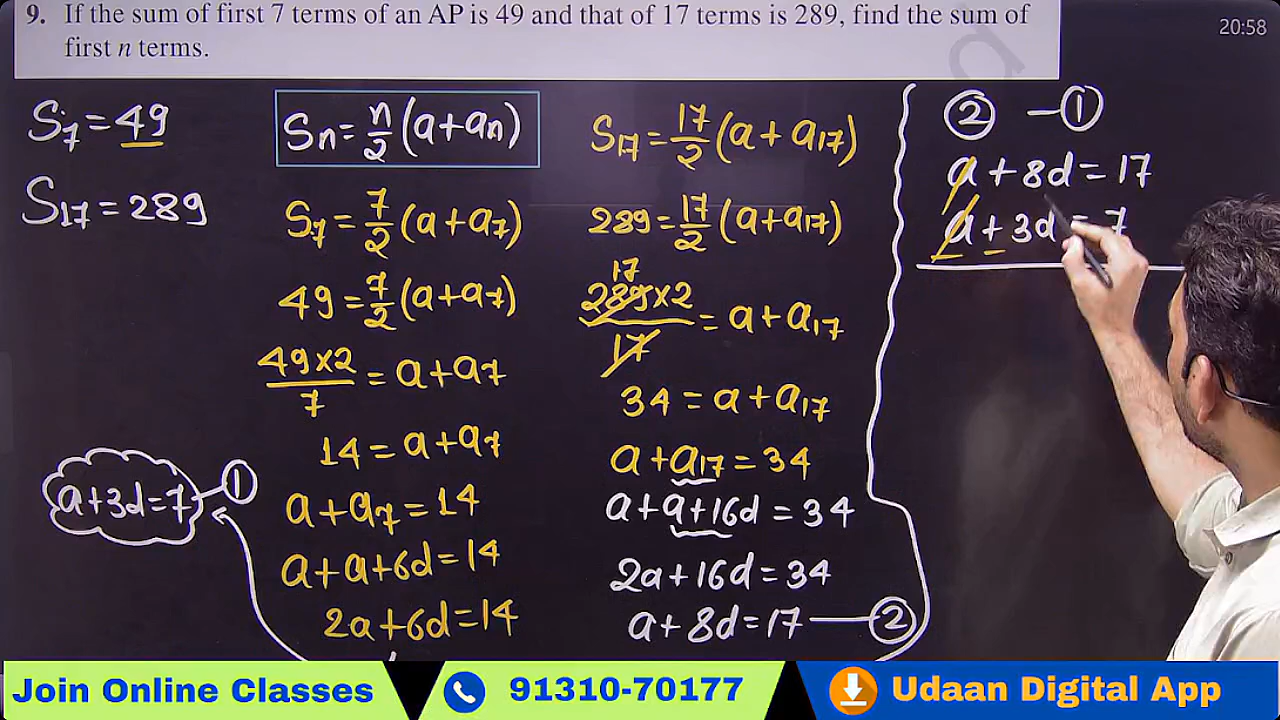 9. If the sum of first 7 terms of an AP is 49 and that of 17 terms is 289, find the sum of
first n terms.
20:58
S₇ = 49
S₁₇ = 289
Sn = n/2 (a + an)
S₇ = 7/2 (a + a₇)
49 = 7/2 (a + a₇)
49×2/7 = a + a₇
14 = a + a₇
a + a₇ = 14
a + a + 6d = 14
2a + 6d = 14
a + 3d = 7 — ①
S₁₇ = 17/2 (a + a₁₇)
289 = 17/2 (a + a₁₇)
17
289×2/17 = a + a₁₇
34 = a + a₁₇
a + a₁₇ = 34
a + a + 16d = 34
2a + 16d = 34
a + 8d = 17 — ②
② – ①
a + 8d = 17
a + 3d = 7
– –
Join Online Classes
91310-70177
Udaan Digital App